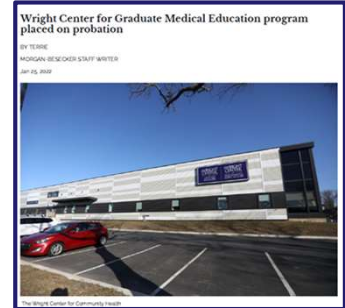 Wright Center for Graduate Medical Education program
placed on probation
BY TERRIE
MORGAN-BESECKER STAFF WRITER
Jan 25, 2022
The Wright Center for Community Health